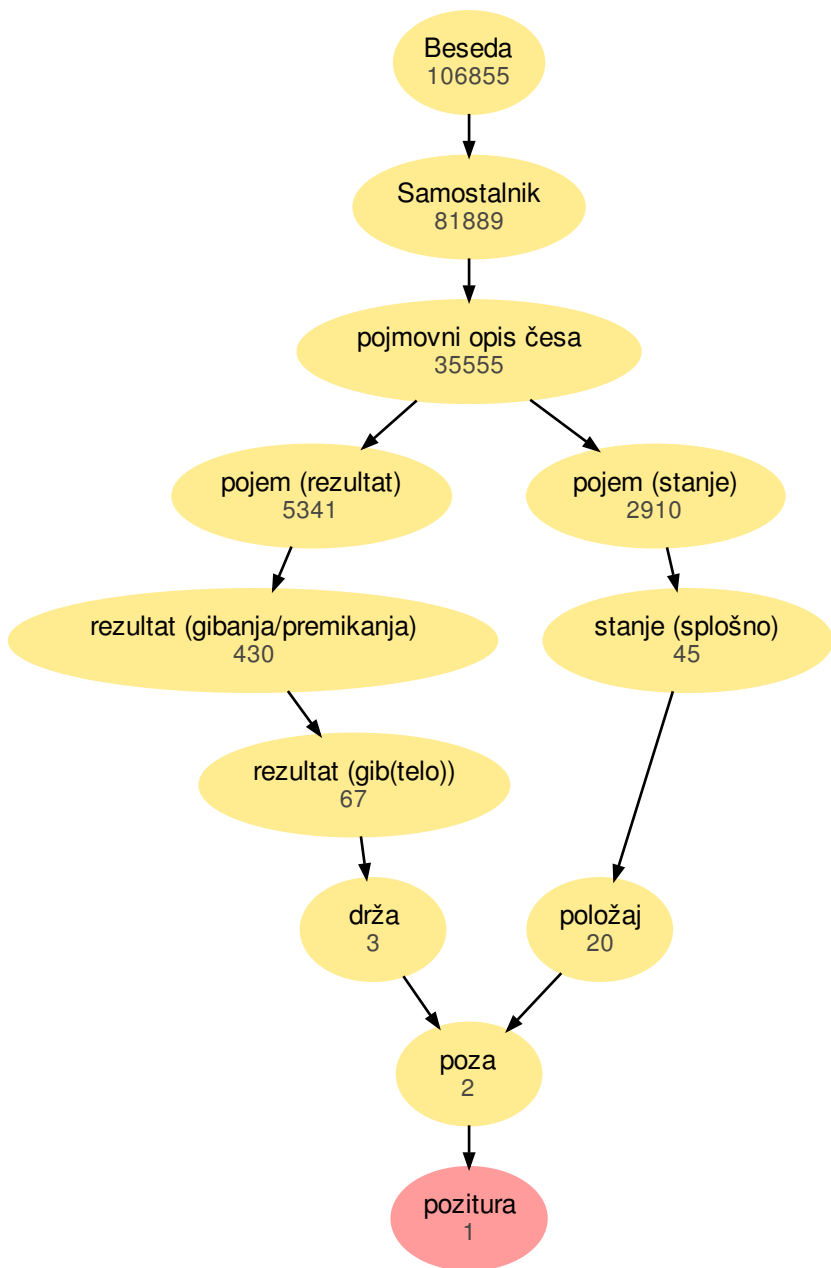 Beseda
106855
Samostalnik
81889
pojmovni opis česa
35555
pojem (rezultat)
5341
pojem (stanje)
2910
rezultat (gibanja/premikanja)
430
stanje (splošno)
45
rezultat (gib(telo))
67
drža
3
položaj
20
poza
2
pozitura
1